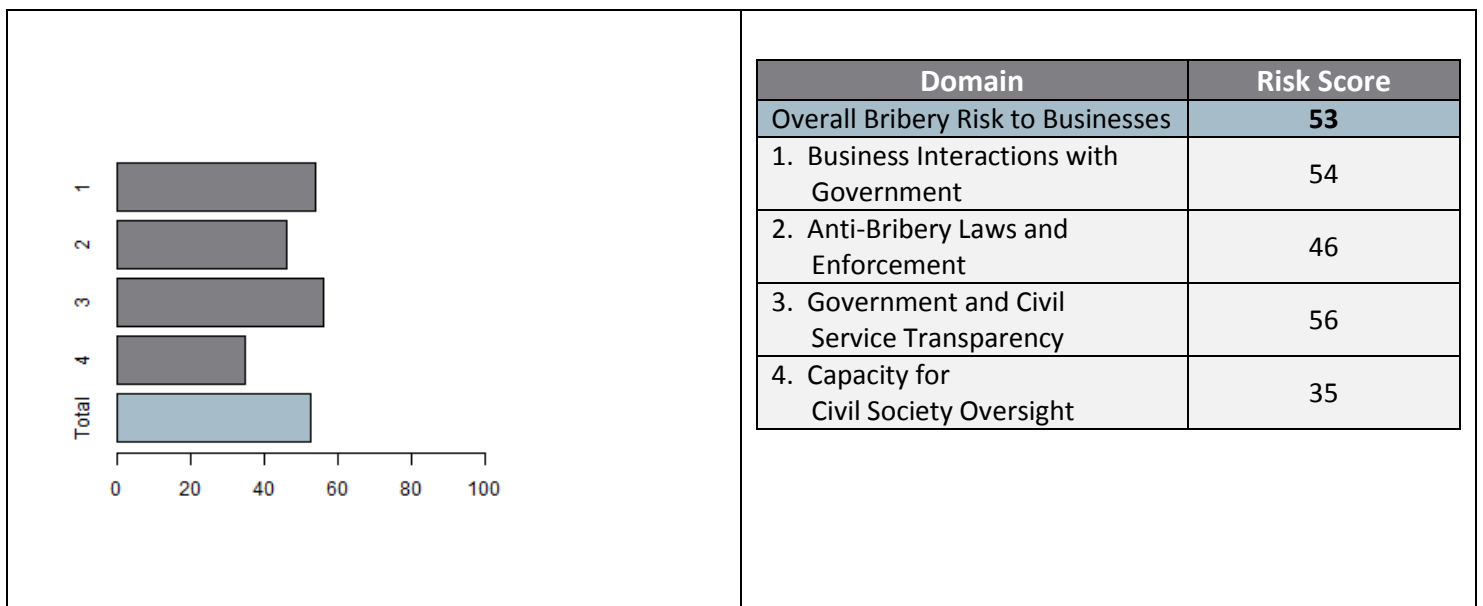 1
2
3
4
Total
0 20 40 60 80 100
Domain Risk Score
Overall Bribery Risk to Businesses 53
1. Business Interactions with
Government
54
2. Anti-Bribery Laws and
Enforcement
46
3. Government and Civil
Service Transparency
56
4. Capacity for
Civil Society Oversight
35